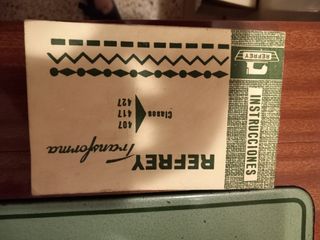 REFREY
INSTRUCCIONES
REFREY
Transforma
Clases 407
417
427